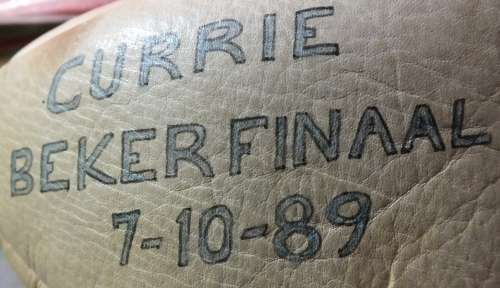 CURRIE
BEKERFINAAL
7-10-89